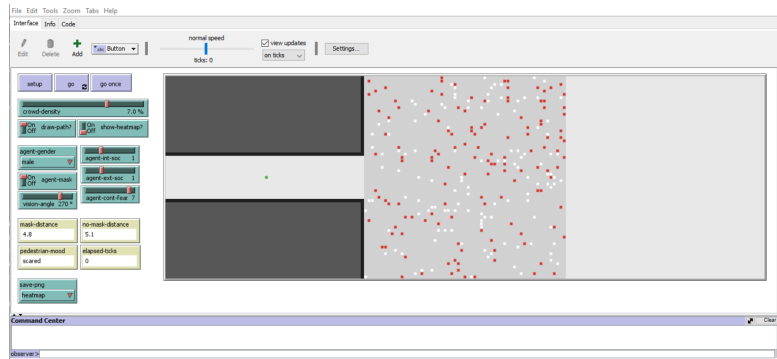 File Edit Tools Zoom Tabs Help
Interface Info Code
Edit Delete Add abc Button normal speed view updates on ticks Settings...
ticks: 0
setup go go once
crowd-density 7.0 %
On Off draw-path? On Off show-heatmap?
agent-gender male
agent-int-soc 1
On Off agent-mask
agent-ext-soc 1
vision-angle 270 °
agent-cont-fear 7
mask-distance no-mask-distance
4.8 5.1
pedestrian-mood elapsed-ticks
scared 0
save-png
heatmap
Command Center Clear
observer>